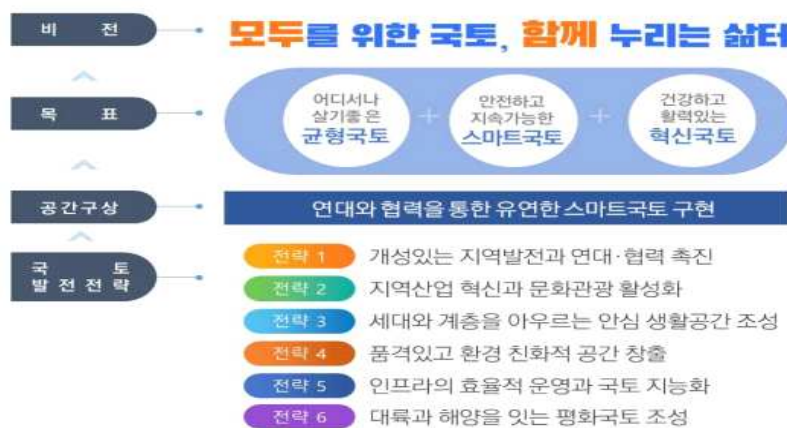 비 전
모두를 위한 국토, 함께 누리는 삶터
목 표
어디서나
살기좋은
균형국토
+
안전하고
지속가능한
스마트국토
+
건강하고
활력있는
혁신국토
공간구상
연대와 협력을 통한 유연한 스마트국토 구현
국 토
발 전 전 략
전략 1 개성있는 지역발전과 연대·협력 촉진
전략 2 지역산업 혁신과 문화관광 활성화
전략 3 세대와 계층을 아우르는 안심 생활공간 조성
전략 4 품격있고 환경 친화적 공간 창출
전략 5 인프라의 효율적 운영과 국토 지능화
전략 6 대륙과 해양을 잇는 평화국토 조성